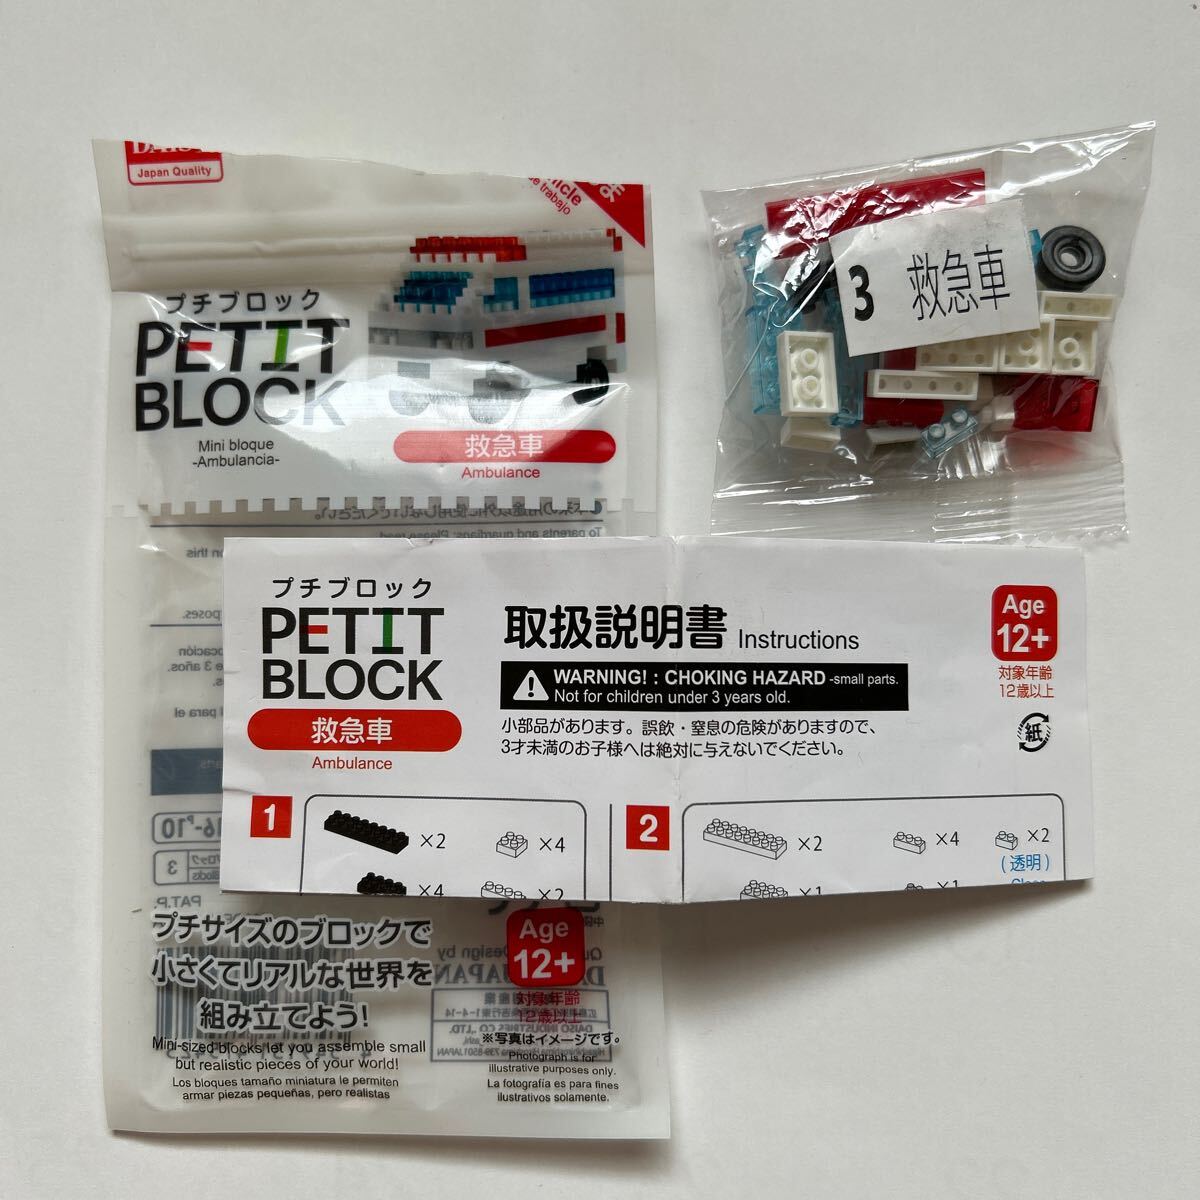 Japan Quality
de trabajo
プチブロック
PETIT
BLOCK
Mini bloque
-Ambulancia-
救急車
Ambulance
3 救急車
To parents and guardians: Please read
プチブロック
PETIT
BLOCK
救急車
Ambulance
取扱説明書 Instructions
WARNING! : CHOKING HAZARD -small parts.
Not for children under 3 years old.
小部品があります。誤飲・窒息の危険がありますので、
3才未満のお子様へは絶対に与えないでください。
Age
12+
対象年齢
12歳以上
紙
1
×2
×4
×4
×2
2
×2
×4
×2
(透明)
×1
×1
プチサイズのブロックで
小さくてリアルな世界を
組み立てよう!
Mini-sized blocks let you assemble small
but realistic pieces of your world!
Los bloques tamaño miniatura le permiten
armar piezas pequeñas, pero realistas
Age
12+
対象年齢
12歳以上
※写真はイメージです。
Photograph is for
illustrative purposes only.
La fotografía es para fines
ilustrativos solamente.